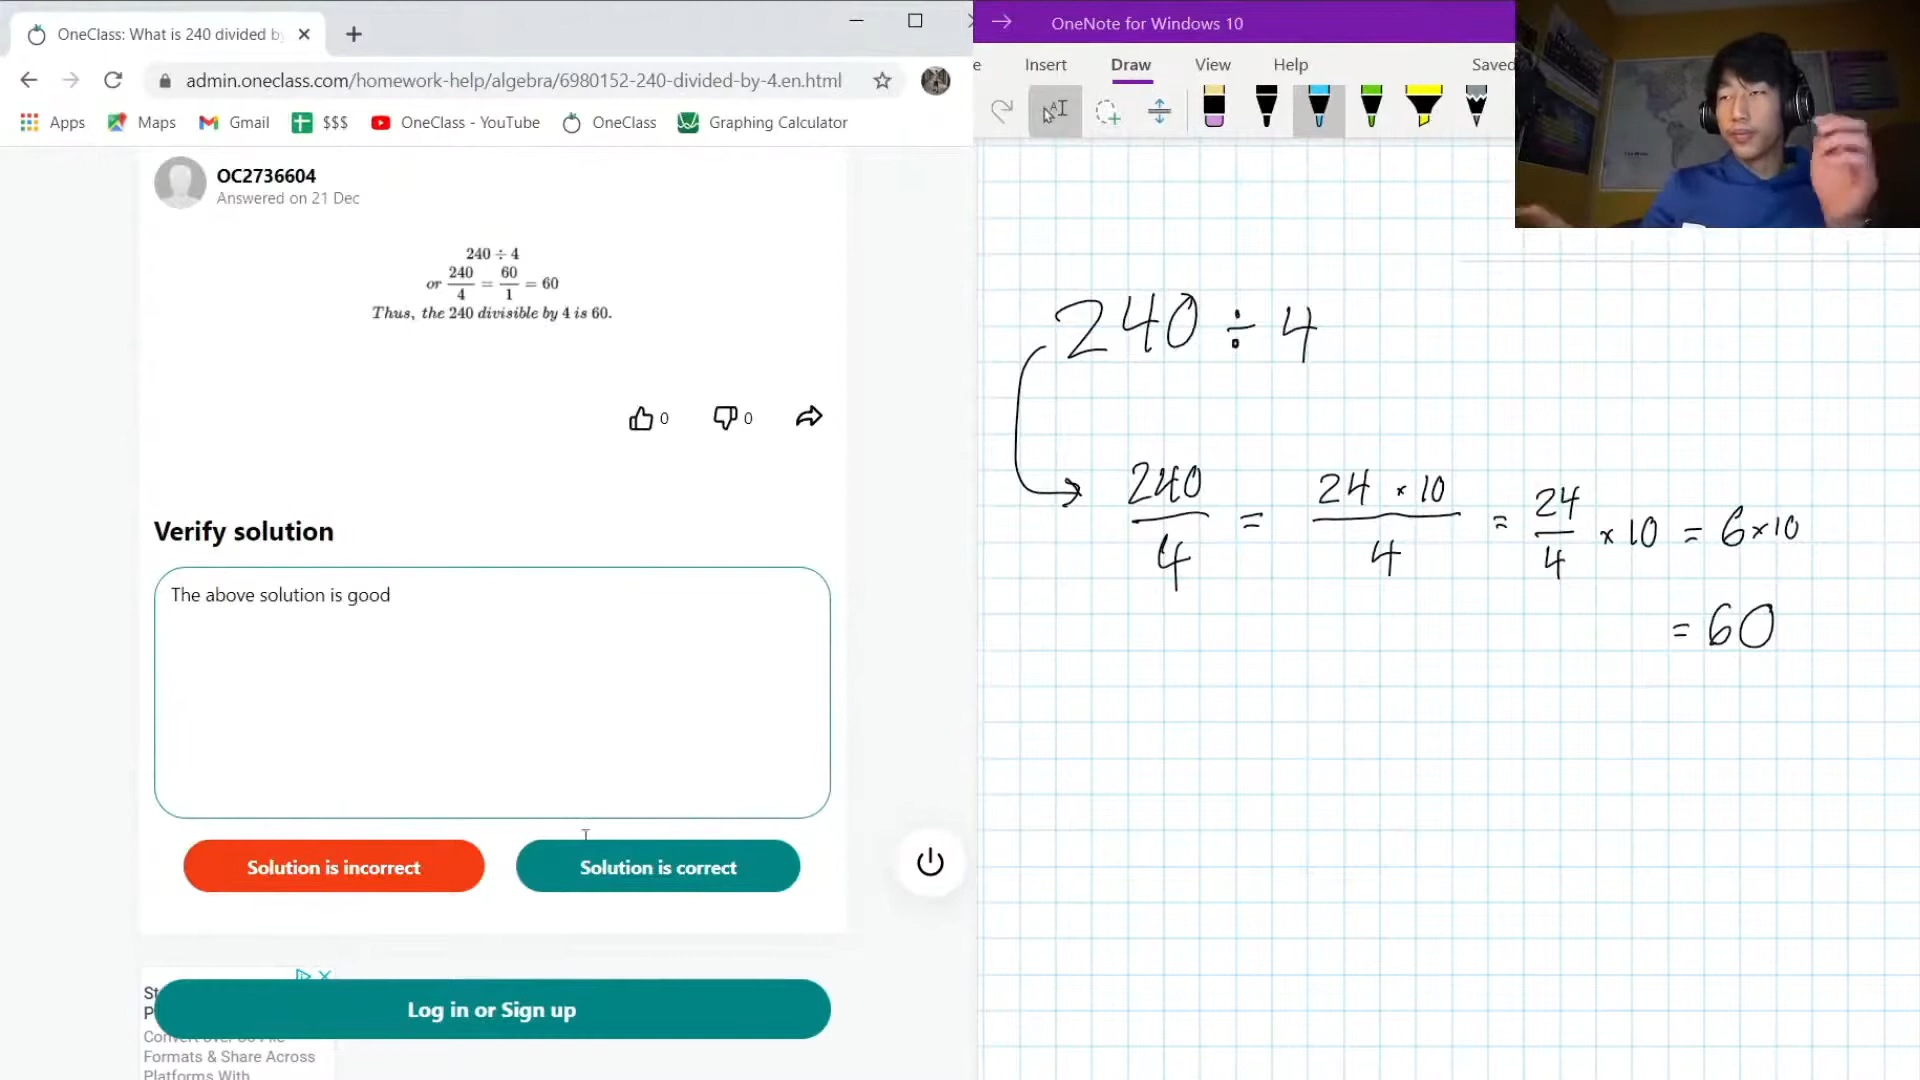 OneClass: What is 240 divided b
admin.oneclass.com/homework-help/algebra/6980152-240-divided-by-4.en.html
Apps
Maps
Gmail
$$$
OneClass - YouTube
OneClass
Graphing Calculator
OC2736604
Answered on 21 Dec
240 ÷ 4
or 240/4 = 60/1 = 60
Thus, the 240 divisible by 4 is 60.
0
0
Verify solution
The above solution is good
Solution is incorrect
Solution is correct
Log in or Sign up
Formats & Share Across
Platforms With
OneNote for Windows 10
Insert
Draw
View
Help
Saved
240 ÷ 4
240/4 = 24 × 10/4 = 24/4 × 10 = 6×10
= 60